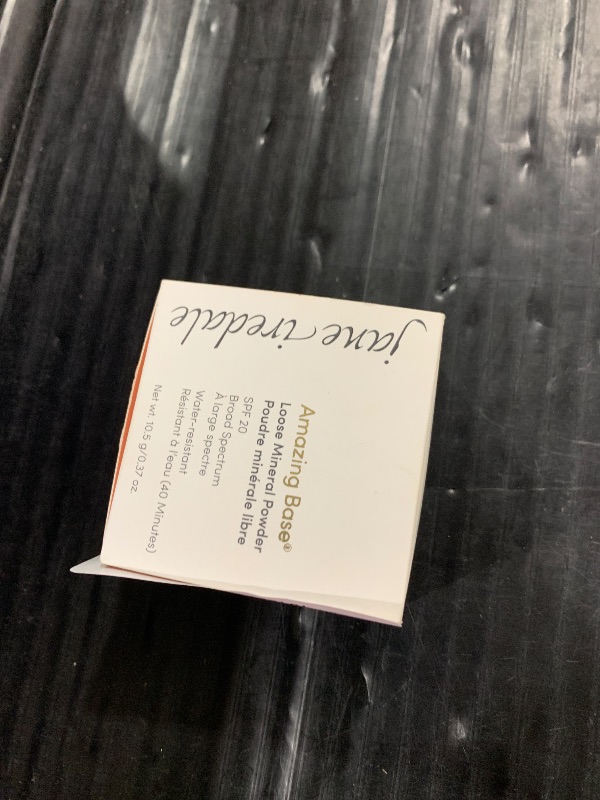 jane iredale
Amazing Base®
Loose Mineral Powder
Poudre minérale libre
SPF 20
Broad Spectrum
À large spectre
Water-resistant
Résistant à l'eau (40 Minutes)
Net wt. 10.5 g/0.37 oz